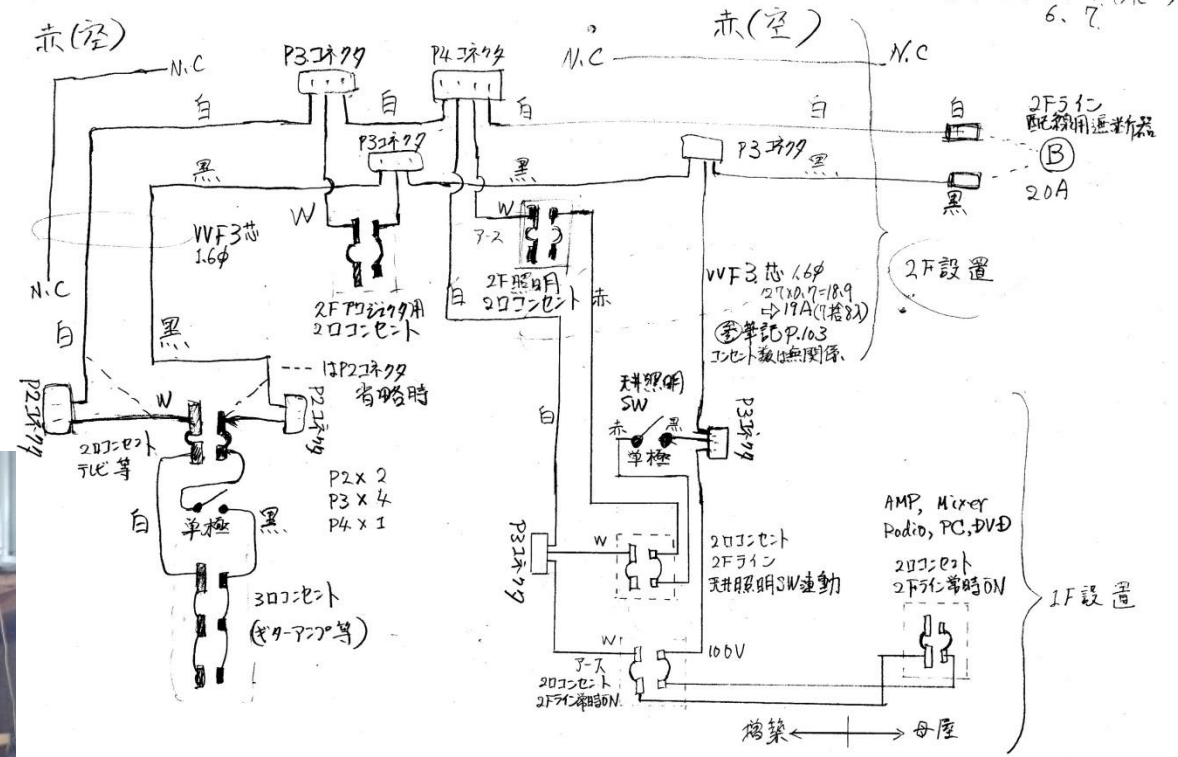 6. 7.
赤(空)
赤(空)
N.C
P3コネクタ
P4コネクタ
N.C
N.C
白
白
白
白
白
2Fライン
配線用遮断器
B
20A
P3コネクタ
P3コネクタ
黒
黒
黒
黒
VVF3芯
1.6φ
W
W
アース
2F照明
2口コンセント
赤
2Fプロジェクタ用
2口コンセント
VVF3芯 1.6φ
27×0.7=18.9
⇒19A(7捨8入)
筆記P.103
コンセント数は無関係
2F設置
N.C
白
黒
白
--- はP2コネクタ
省略時
P2コネクタ
W
P2コネクタ
2口コンセント
テレビ等
P2×2
P3×4
P4×1
白
単極
黒
3口コンセント
(ギターアンプ等)
白
天井照明
SW
赤
黒
単極
P3コネクタ
P3コネクタ
W
2口コンセント
2Fライン
天井照明SW連動
AMP, Mixer
Radio, PC, DVD
2口コンセント
2Fライン常時ON
1F設置
W
100V
アース
2口コンセント
2Fライン常時ON
増築
母屋